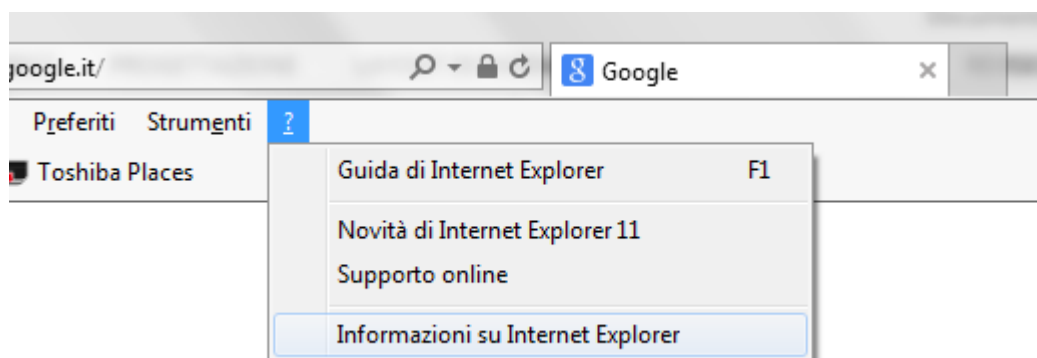 google.it/
Google
Preferiti Strumenti ?
Toshiba Places
Guida di Internet Explorer F1
Novità di Internet Explorer 11
Supporto online
Informazioni su Internet Explorer